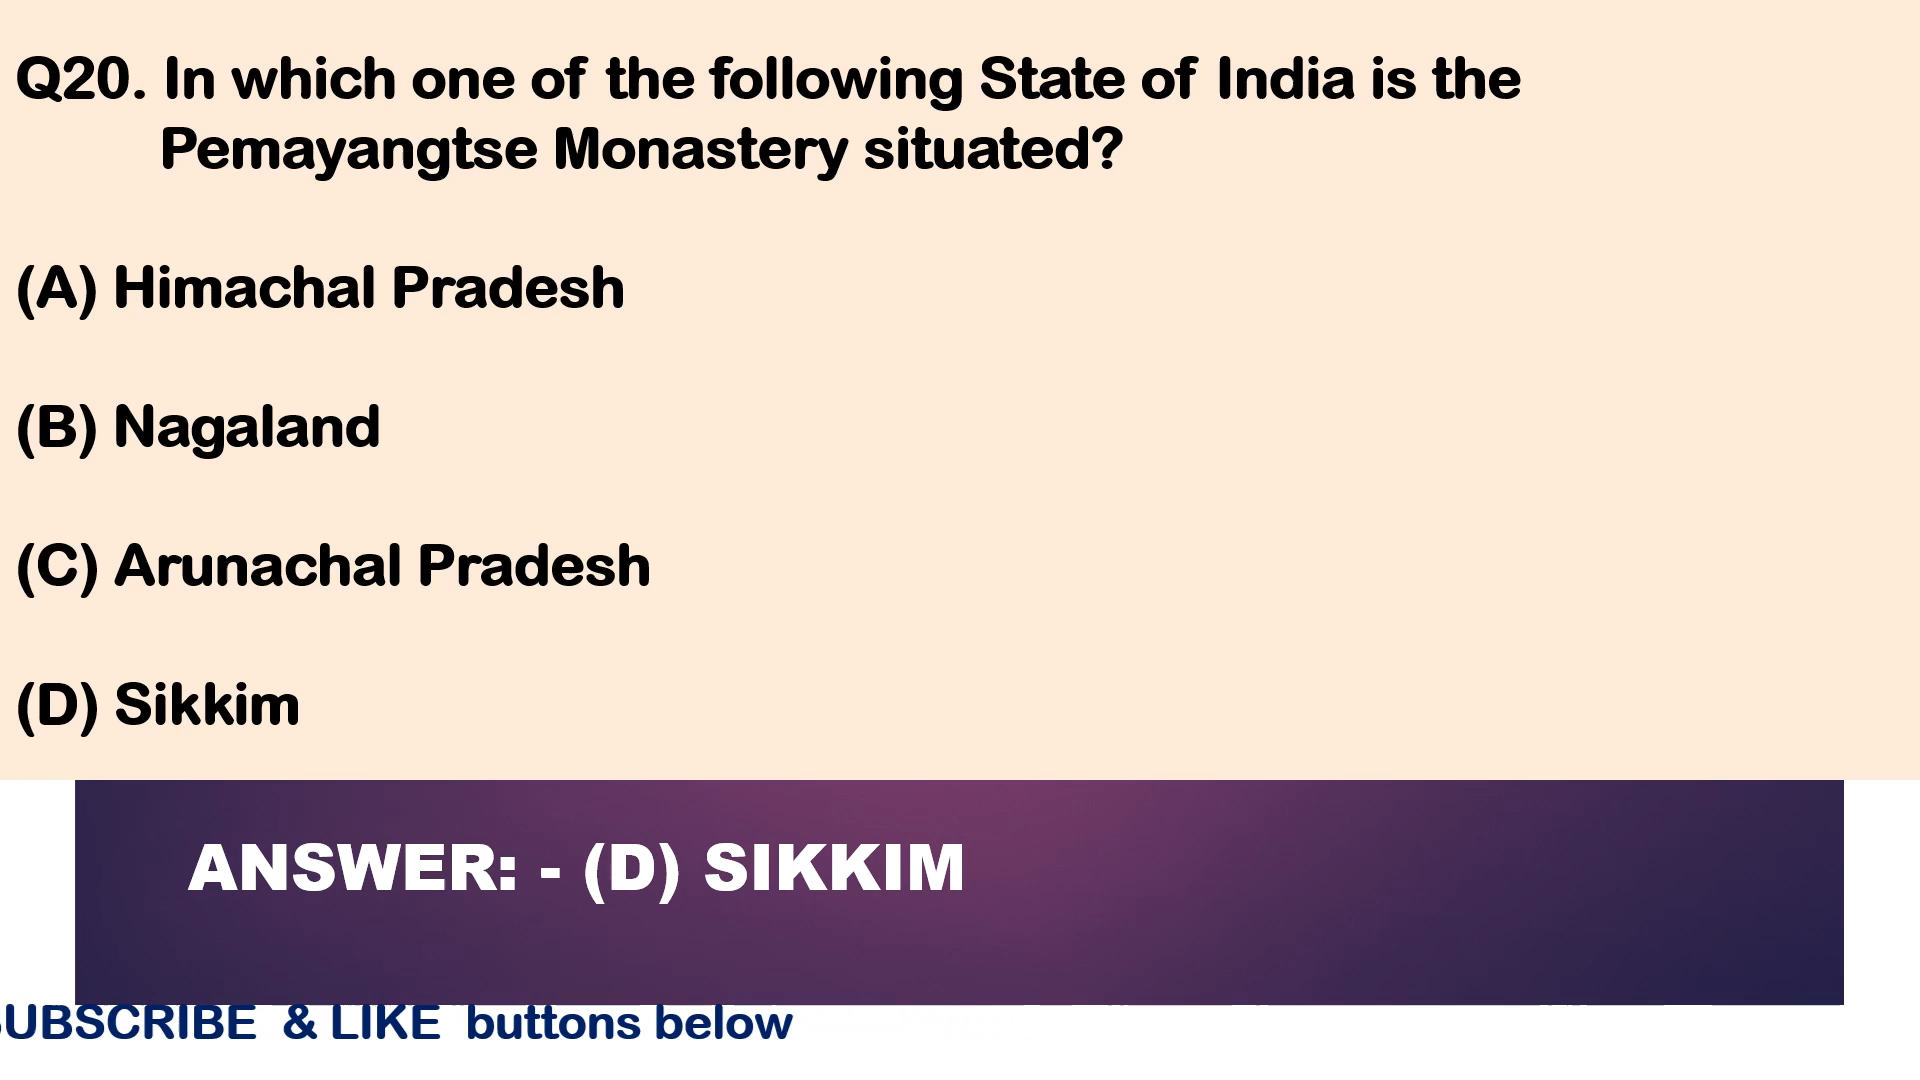 Q20. In which one of the following State of India is the
Pemayangtse Monastery situated?
(A) Himachal Pradesh
(B) Nagaland
(C) Arunachal Pradesh
(D) Sikkim
ANSWER: - (D) SIKKIM
SUBSCRIBE & LIKE buttons below